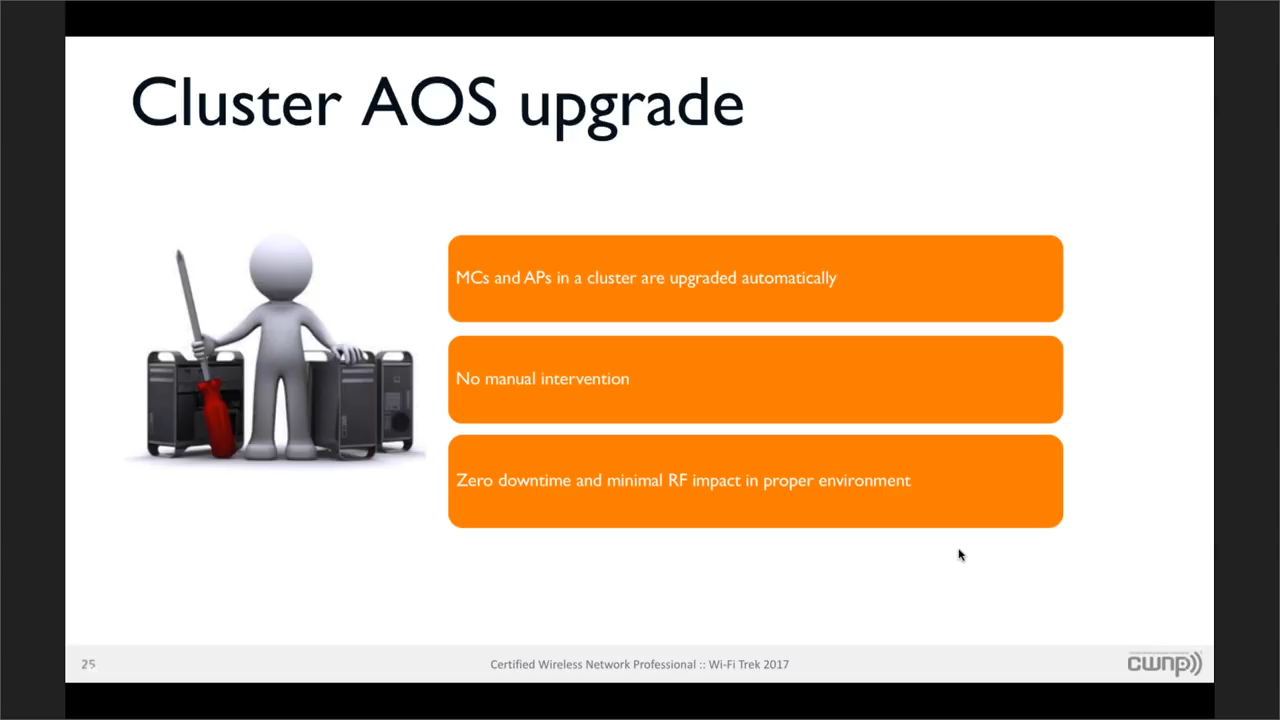 Cluster AOS upgrade
MCs and APs in a cluster are upgraded automatically
No manual intervention
Zero downtime and minimal RF impact in proper environment
25
Certified Wireless Network Professional :: Wi-Fi Trek 2017
cwnp